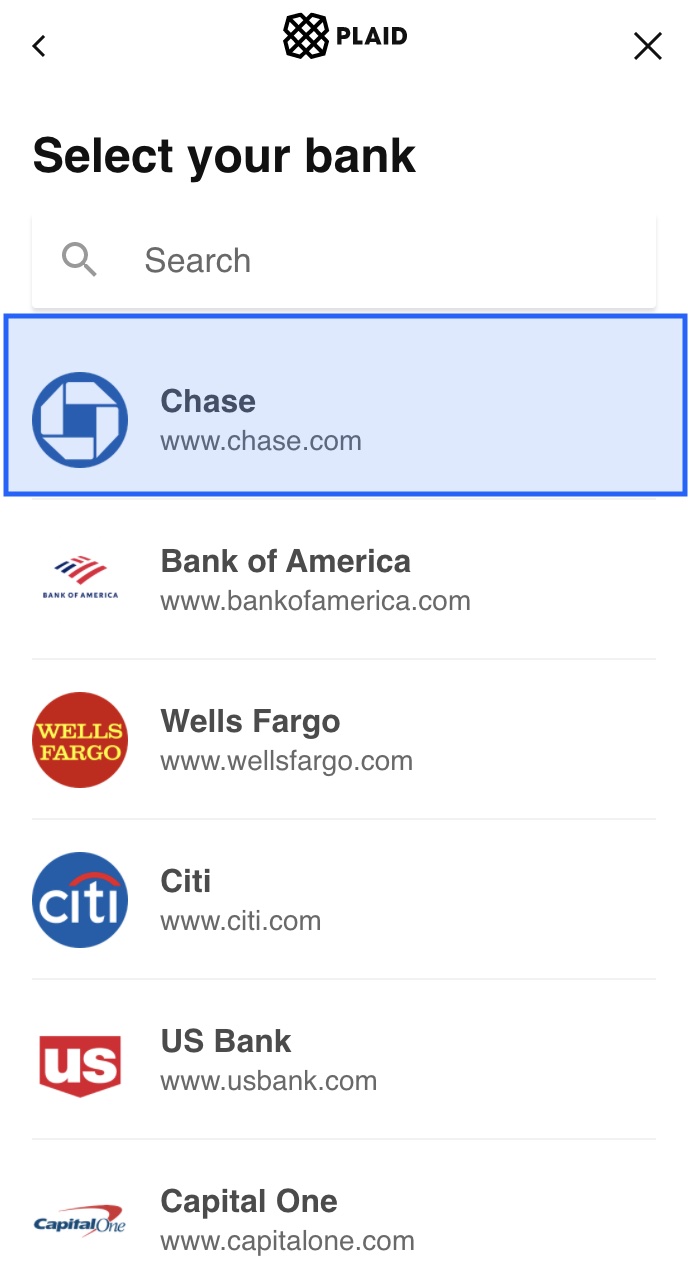 PLAID
Select your bank
Search
Chase
www.chase.com
Bank of America
www.bankofamerica.com
BANK OF AMERICA
WELLS
FARGO
Wells Fargo
www.wellsfargo.com
citi
Citi
www.citi.com
us
US Bank
www.usbank.com
Capital One
Capital One
www.capitalone.com